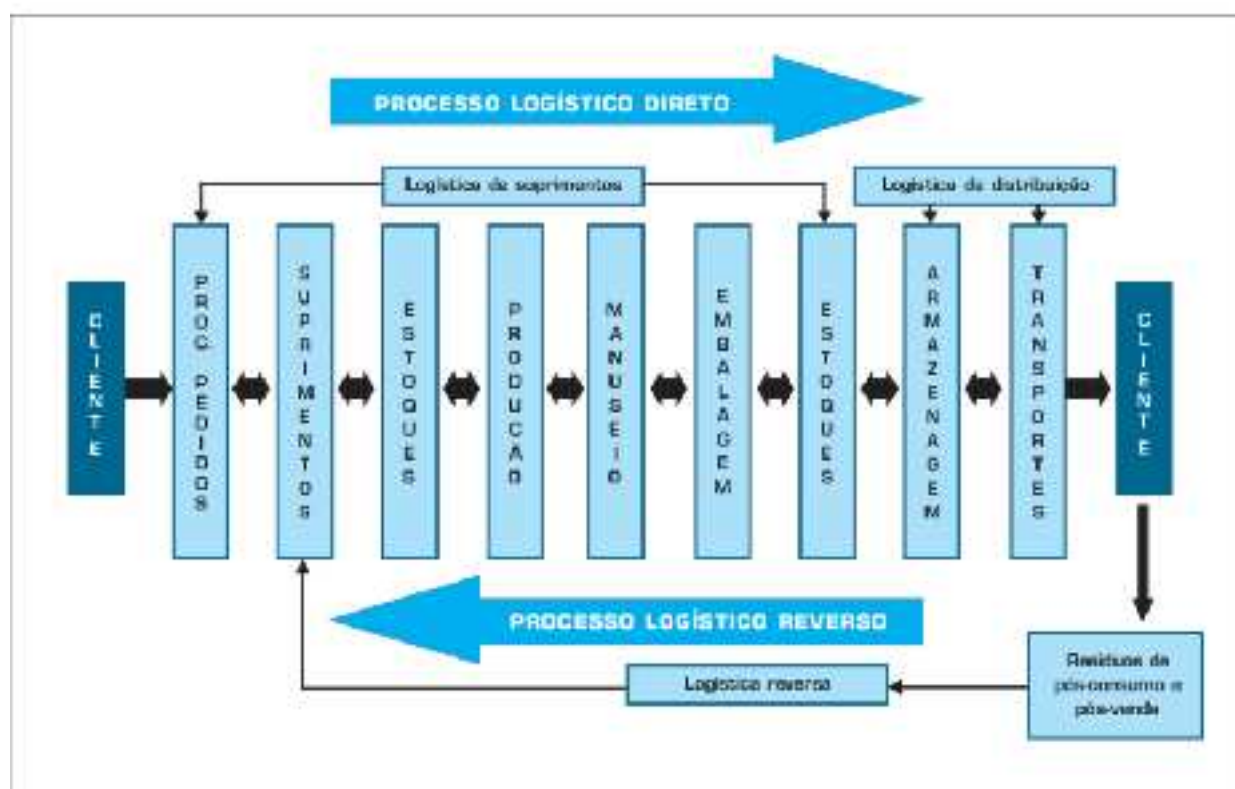 PROCESSO LOGÍSTICO DIRETO
Logística de suprimentos
Logística de distribuição
CLIENTE
PROC. PEDIDOS
SUPRIMENTOS
ESTOQUES
PRODUCÃO
MANUSEIO
EMBALAGEM
ESTOQUES
ARMAZENAGEM
TRANSPORTES
CLIENTE
PROCESSO LOGÍSTICO REVERSO
Logística reversa
Resíduos de
pós-consumo e
pós-venda